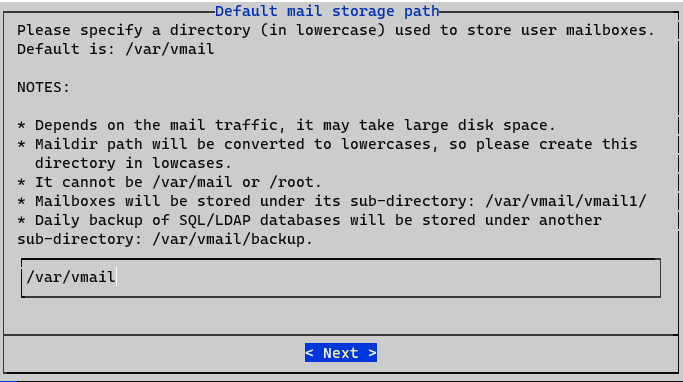 Default mail storage path
Please specify a directory (in lowercase) used to store user mailboxes.
Default is: /var/vmail
NOTES:
* Depends on the mail traffic, it may take large disk space.
* Maildir path will be converted to lowercases, so please create this
directory in lowcases.
* It cannot be /var/mail or /root.
* Mailboxes will be stored under its sub-directory: /var/vmail/vmail1/
* Daily backup of SQL/LDAP databases will be stored under another
sub-directory: /var/vmail/backup.
/var/vmail
< Next >